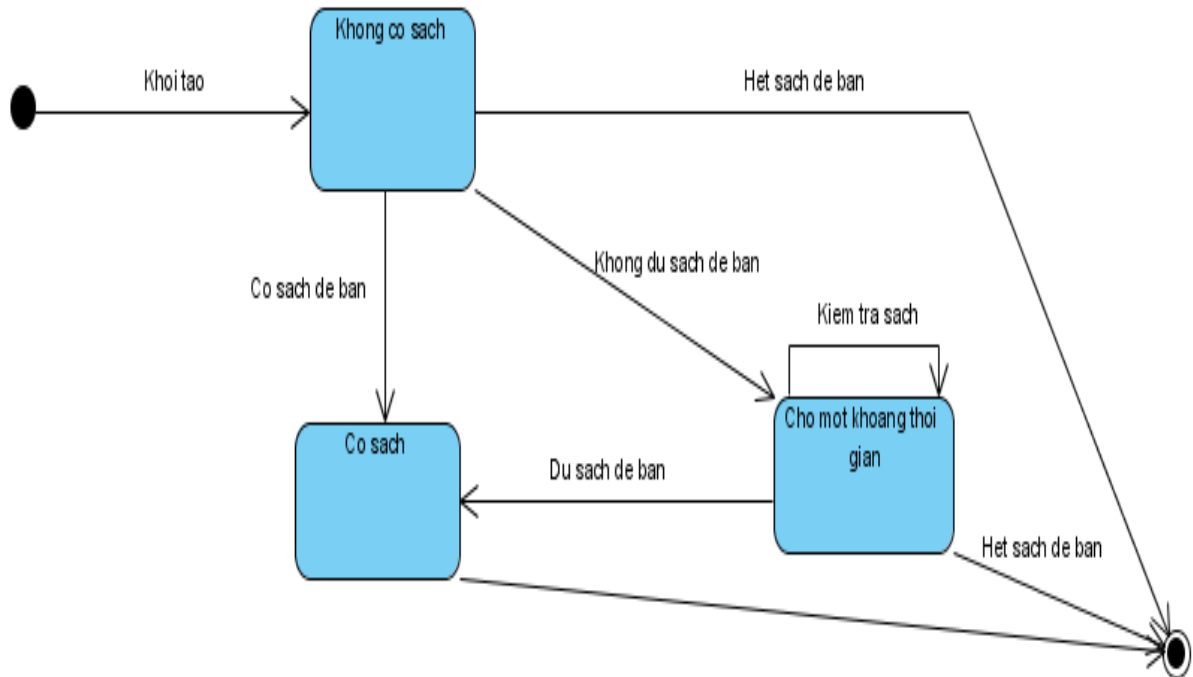 Khong co sach
Khoi tao
Het sach de ban
Khong du sach de ban
Co sach de ban
Kiem tra sach
Cho mot khoang thoi
gian
Co sach
Du sach de ban
Het sach de ban